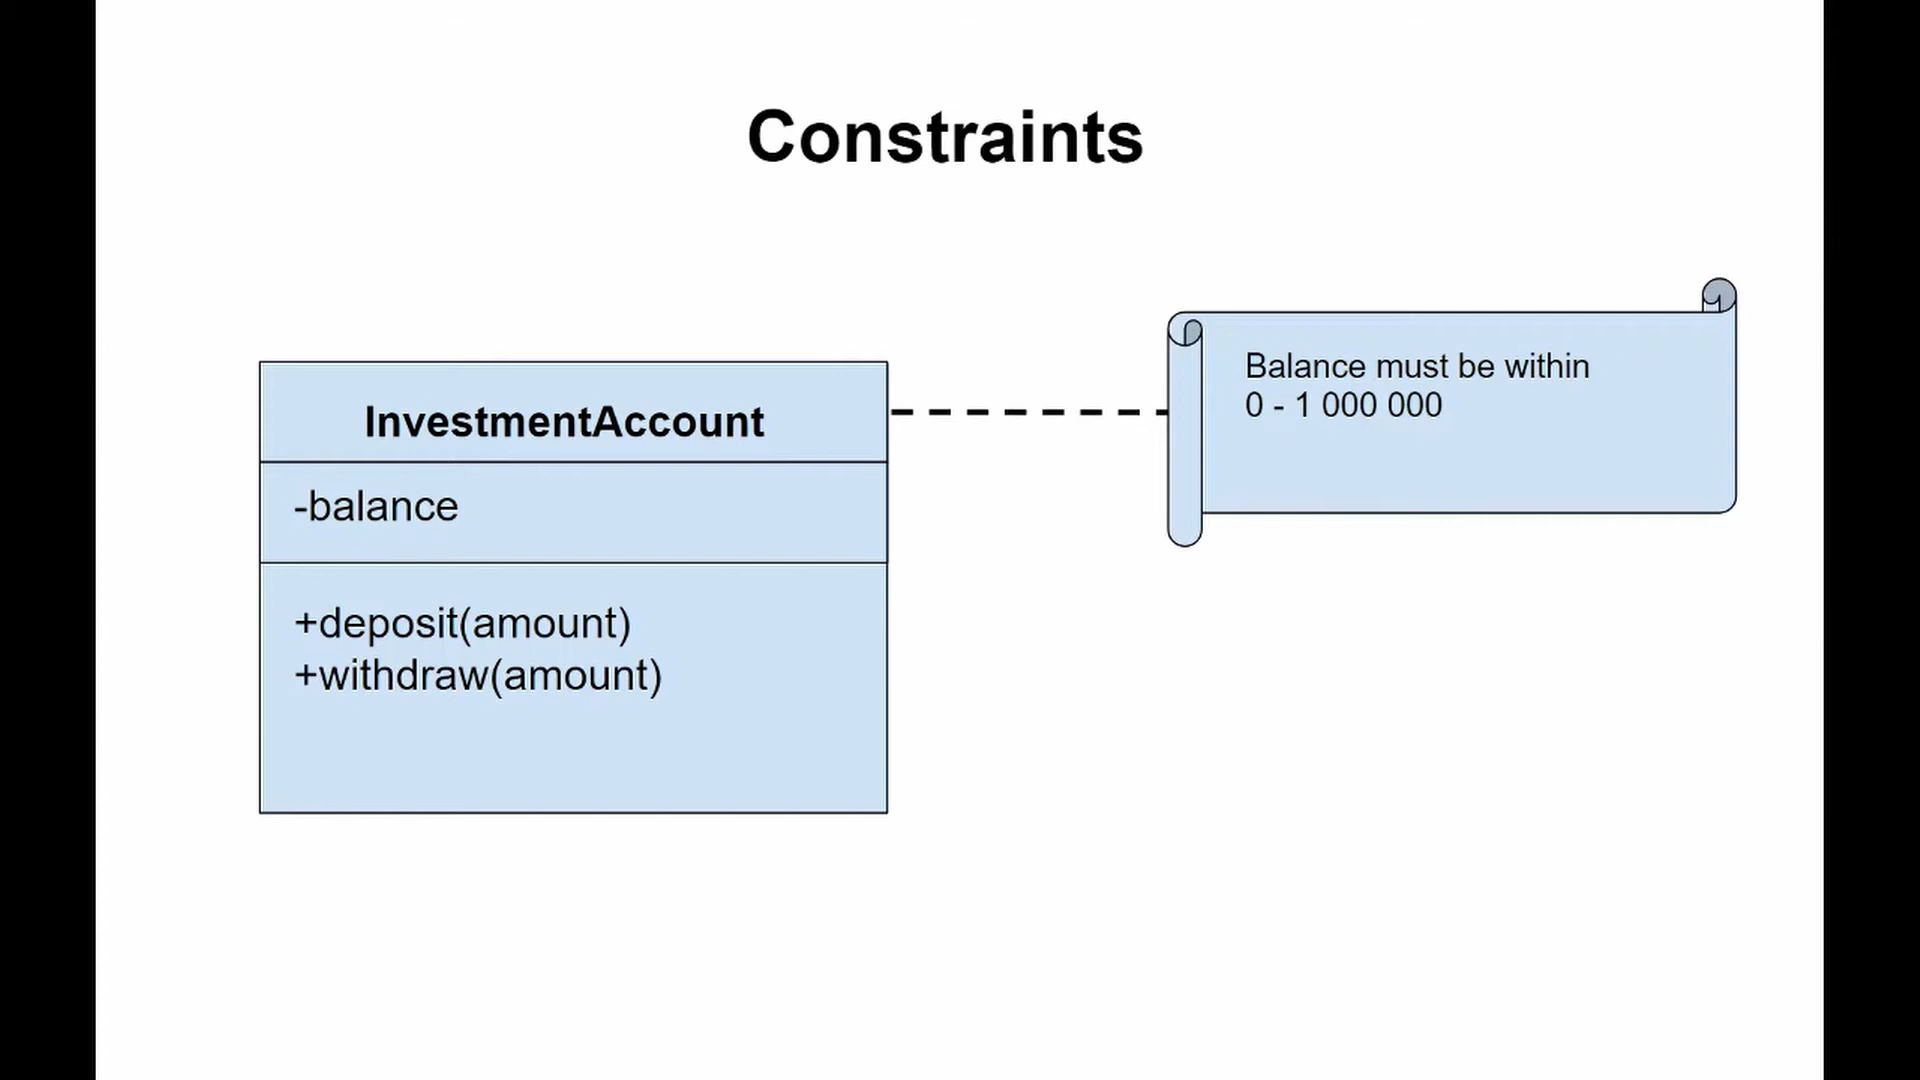 Constraints
InvestmentAccount
-balance
+deposit(amount)
+withdraw(amount)
Balance must be within
0 - 1 000 000